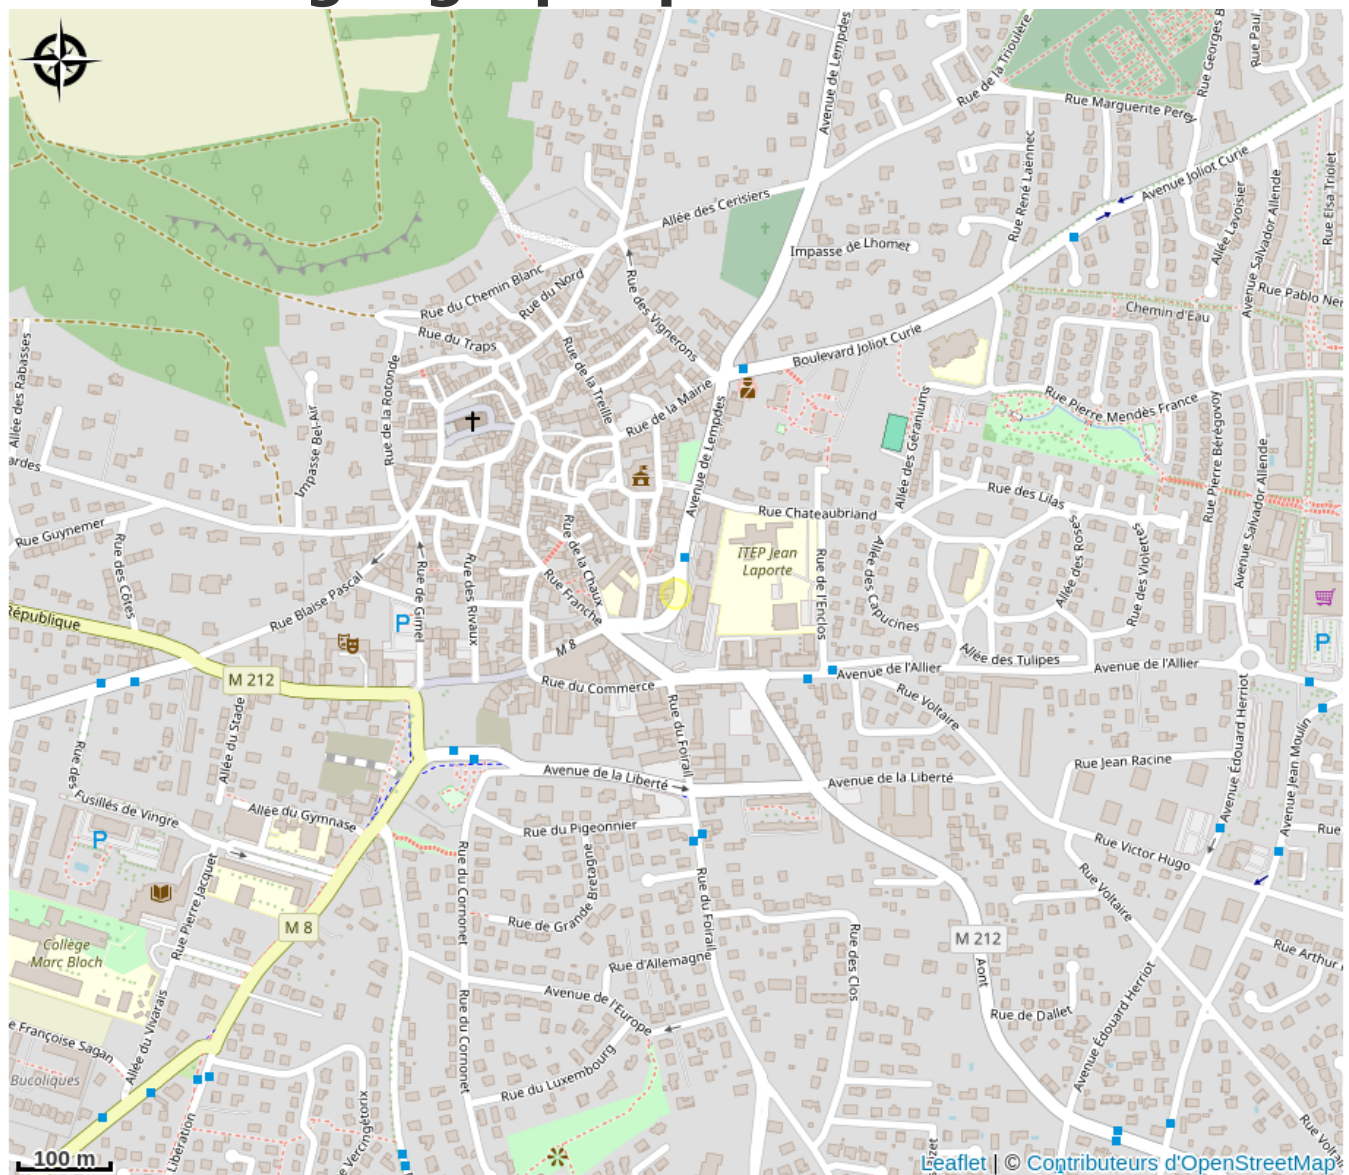 Avenue de Lempdes
Rue de la Trioulère
Rue Georges B
Rue Paul
Rue Marguerite Perey
Rue René Laënnec
Avenue Joliot Curie
Rue Elsa Triolet
Allée Lavoisier
Avenue Salvador Allende
Allée des Cerisiers
Impasse de Lhomet
Rue du Chemin Blanc
Rue du Nord
Rue des Vignerons
Rue Pablo Ner
Chemin d'Eau
Rue du Traps
Boulevard Joliot Curie
Allée des Rabasses
Rue de la Rotonde
Impasse Bel-Air
Rue de la Treille
Rue de la Mairie
Avenue de Lempdes
Allée des Géraniums
Rue Pierre Mendès France
Rue Pierre Bérégovoy
Avenue Salvador Allende
ardes
Rue des Lilas
Rue Chateaubriand
Rue Guynemer
Rue des Côtes
Rue de Gimel
Rue des Rivaux
Rue de la Chaux
Rue Franche
ITEP Jean
Laporte
Rue de l'Enclos
Allée des Capucines
Allée des Roses
Rue des Violettes
Rue Blaise Pascal
République
P
P
M 8
M 212
Rue du Commerce
Allée des Tulipes
Avenue de l'Allier
Avenue de l'Allier
Rue Voltaire
Allée du Stade
Rue du Foirail
Avenue Édouard Herriot
Avenue Jean Moulin
Rue des
Fusillés de Vingre
Avenue de la Liberté
Avenue de la Liberté
Rue Jean Racine
Allée du Gymnase
Rue du Pigeonnier
Rue
P
Rue Victor Hugo
Rue Pierre Jacquet
Rue du Cormonet
Rue de Grande Bretagne
Rue du Foirail
Rue Voltaire
M 8
Collège
Marc Bloch
Rue des Clos
M 212
Rue Arthur
Rue d'Allemagne
Aont
Avenue de l'Europe
Rue de Dallet
Allée du Vivarais
Rue du Cormonet
Avenue Édouard Herriot
e Françoise Sagan
Bucoliques
Rue du Luxembourg
Libération
e Vercingétorix
Rue Voltai
ozet
100 m
Leaflet | © Contributeurs d'OpenStreetMap